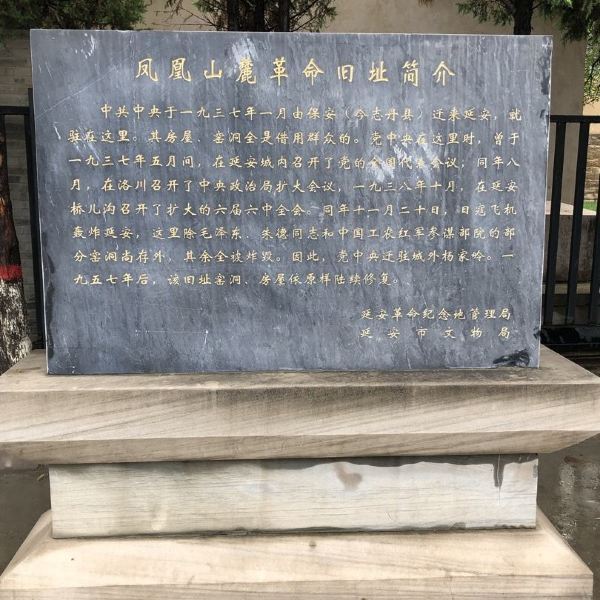 凤凰山麓革命旧址简介
中共中央于一九三七年一月由保安（今志丹县）迁来延安，就
驻在这里。其房屋、窑洞全是借用群众的。党中央在这里时，曾于
一九三七年五月间，在延安城内召开了党的全国代表会议；同年八
月，在洛川召开了中央政治局扩大会议，一九三八年十月，在延安
桥儿沟召开了扩大的六届六中全会。同年十一月二十日，日寇飞机
轰炸延安，这里除毛泽东、朱德同志和中国工农红军参谋部院的部
分窑洞尚存外，其余全被炸毁。因此，党中央迁驻城外杨家岭。一
九五七年后，该旧址窑洞、房屋依原样陆续修复。
延安革命纪念地管理局
延安市文物局